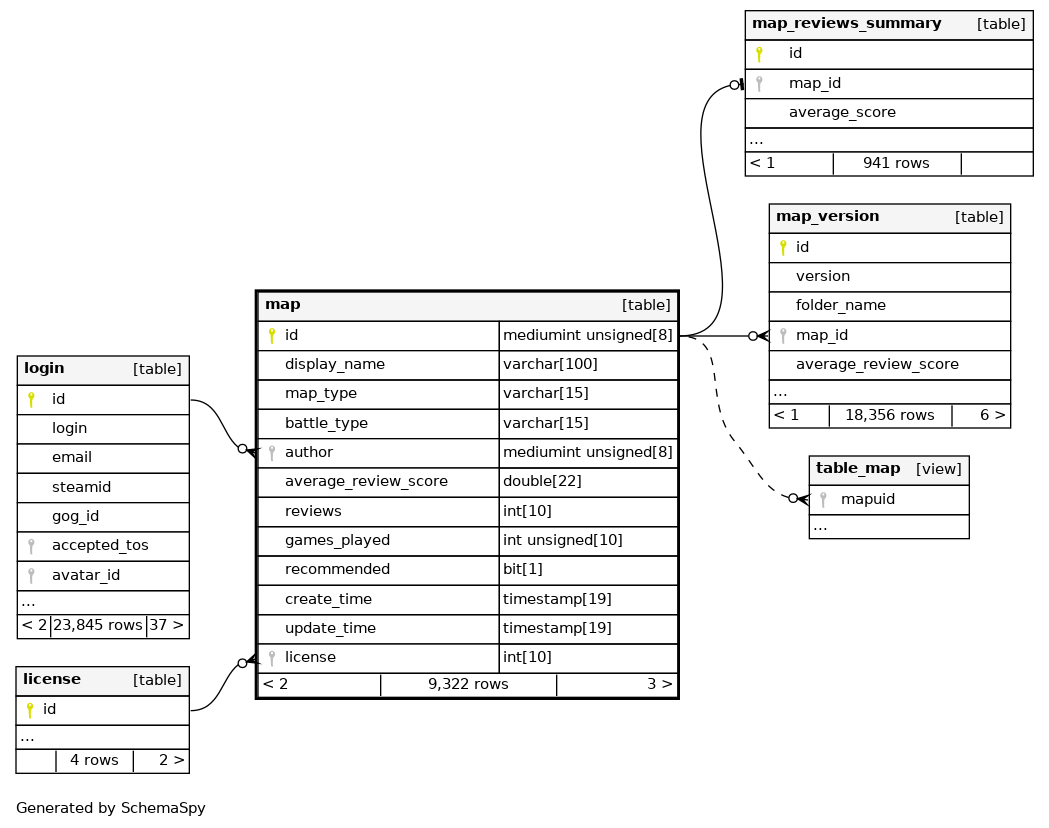 map_reviews_summary [table]
id
map_id
average_score
...
< 1 941 rows
map_version [table]
id
version
folder_name
map_id
average_review_score
...
< 1 18,356 rows 6 >
map [table]
id mediumint unsigned[8]
display_name varchar[100]
map_type varchar[15]
battle_type varchar[15]
author mediumint unsigned[8]
average_review_score double[22]
reviews int[10]
games_played int unsigned[10]
recommended bit[1]
create_time timestamp[19]
update_time timestamp[19]
license int[10]
< 2 9,322 rows 3 >
login [table]
id
login
email
steamid
gog_id
accepted_tos
avatar_id
...
< 2 23,845 rows 37 >
table_map [view]
mapuid
...
license [table]
id
...
4 rows 2 >
Generated by SchemaSpy